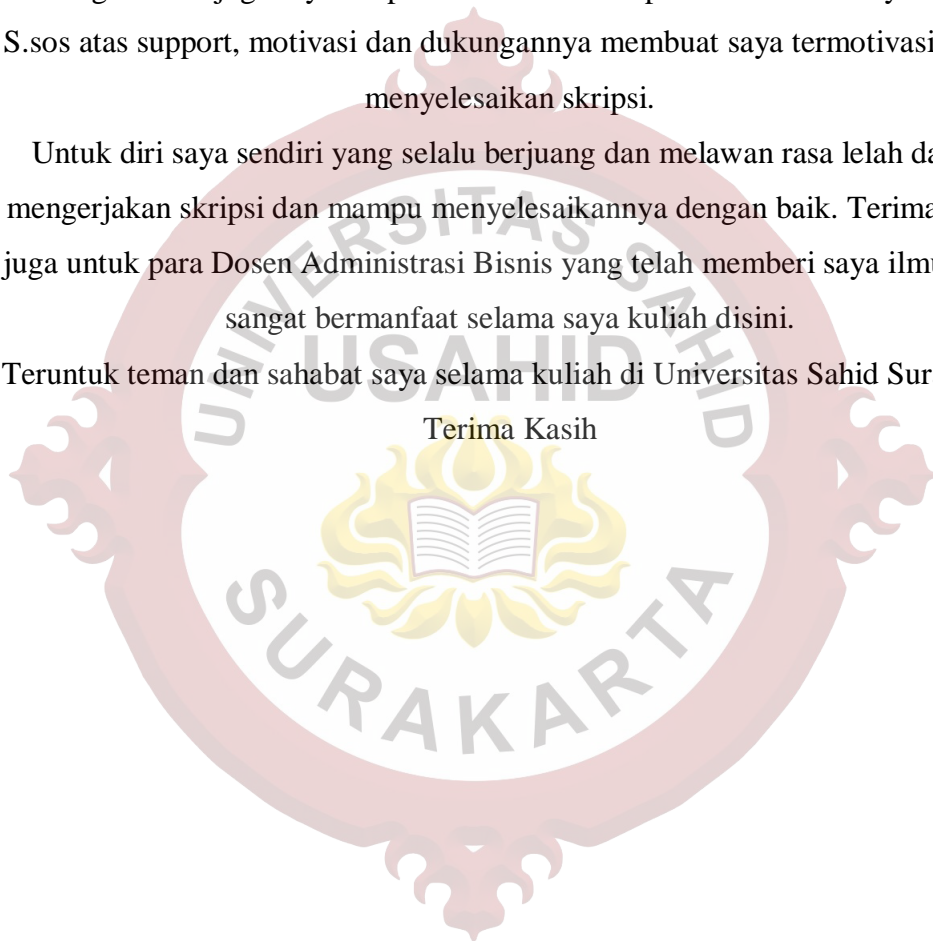 S.sos atas support, motivasi dan dukungannya membuat saya termotivasi
menyelesaikan skripsi.
Untuk diri saya sendiri yang selalu berjuang dan melawan rasa lelah da
mengerjakan skripsi dan mampu menyelesaikannya dengan baik. Terima
juga untuk para Dosen Administrasi Bisnis yang telah memberi saya ilmu
sangat bermanfaat selama saya kuliah disini.
Teruntuk teman dan sahabat saya selama kuliah di Universitas Sahid Sur
Terima Kasih
UNIVERSITAS SAHID
USAHID
SURAKARTA